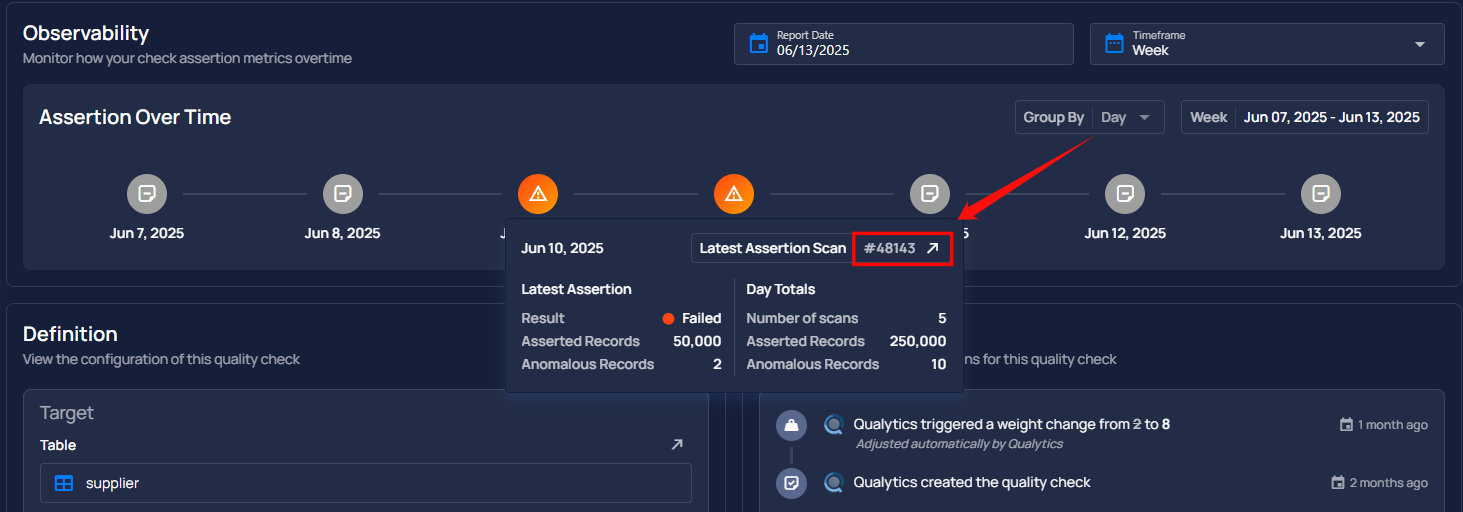 Observability
Monitor how your check assertion metrics overtime
Report Date
06/13/2025
Timeframe
Week
Assertion Over Time
Group By Day
Week Jun 07, 2025 - Jun 13, 2025
Jun 7, 2025
Jun 8, 2025
Jun 12, 2025
Jun 13, 2025
Jun 10, 2025
Latest Assertion Scan #48143
Latest Assertion
Result Failed
Asserted Records 50,000
Anomalous Records 2
Day Totals
Number of scans 5
Asserted Records 250,000
Anomalous Records 10
Definition
View the configuration of this quality check
Target
Table
supplier
for this quality check
Qualytics triggered a weight change from 2 to 8
Adjusted automatically by Qualytics
1 month ago
Qualytics created the quality check
2 months ago